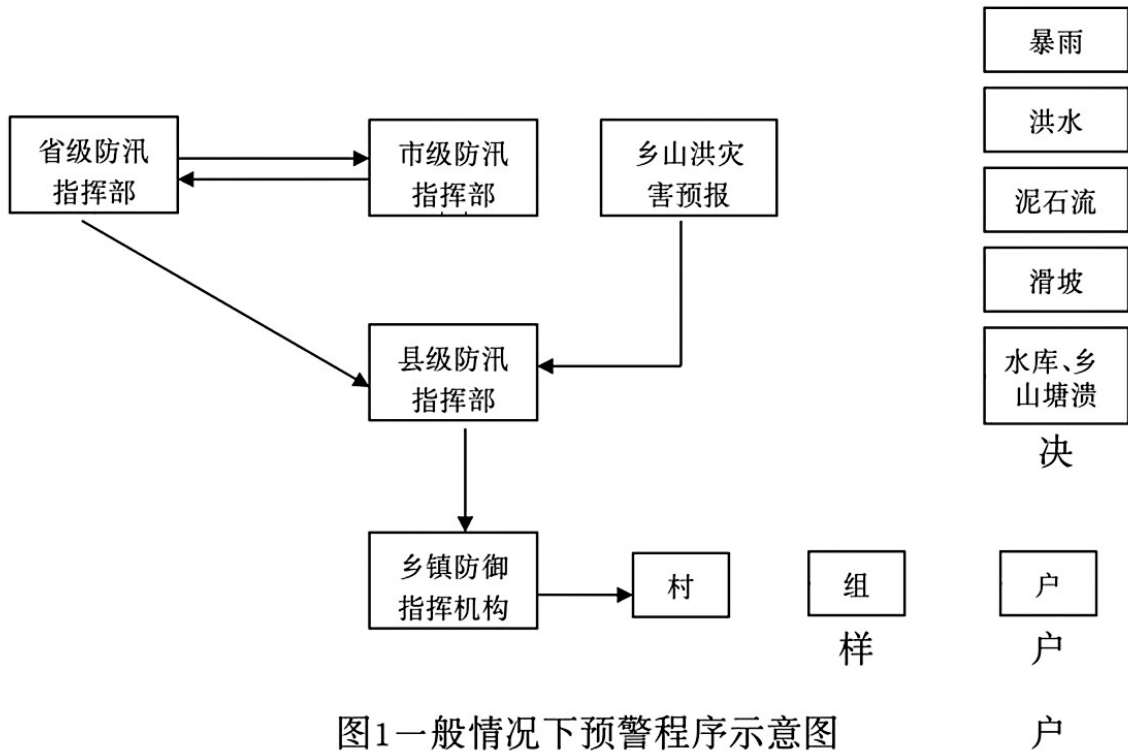 暴雨
洪水
泥石流
滑坡
水库、乡
山塘溃
决
省级防汛
指挥部
市级防汛
指挥部
乡山洪灾
害预报
县级防汛
指挥部
乡镇防御
指挥机构
村
组
样
户
户
图1一般情况下预警程序示意图
户